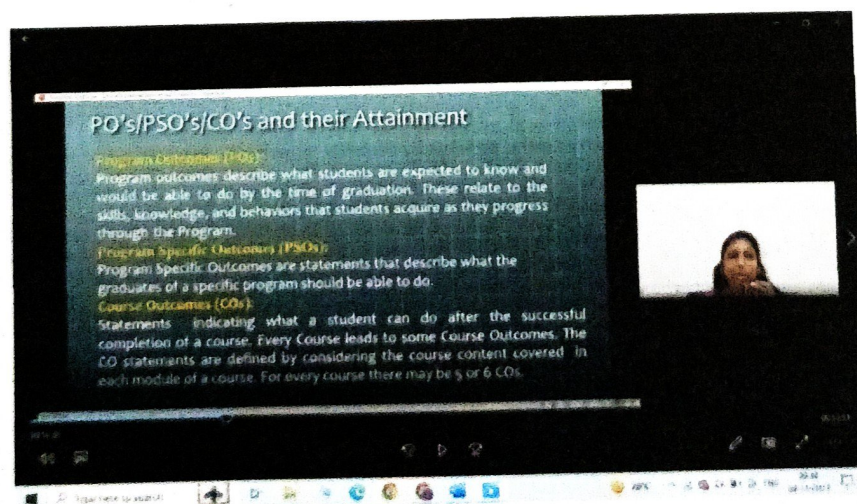 PO's/PSO's/CO's and their Attainment
Program Outcomes (POs):
Program outcomes describe what students are expected to know and
would be able to do by the time of graduation. These relate to the
skills, knowledge, and behaviors that students acquire as they progress
through the Program.
Program Specific Outcomes (PSOs):
Program Specific Outcomes are statements that describe what the
graduates of a specific program should be able to do.
Course Outcomes (COs):
Statements indicating what a student can do after the successful
completion of a course. Every Course leads to some Course Outcomes. The
CO statements are defined by considering the course content covered in
each module of a course. For every course there may be 5 or 6 COs.
Type here to search